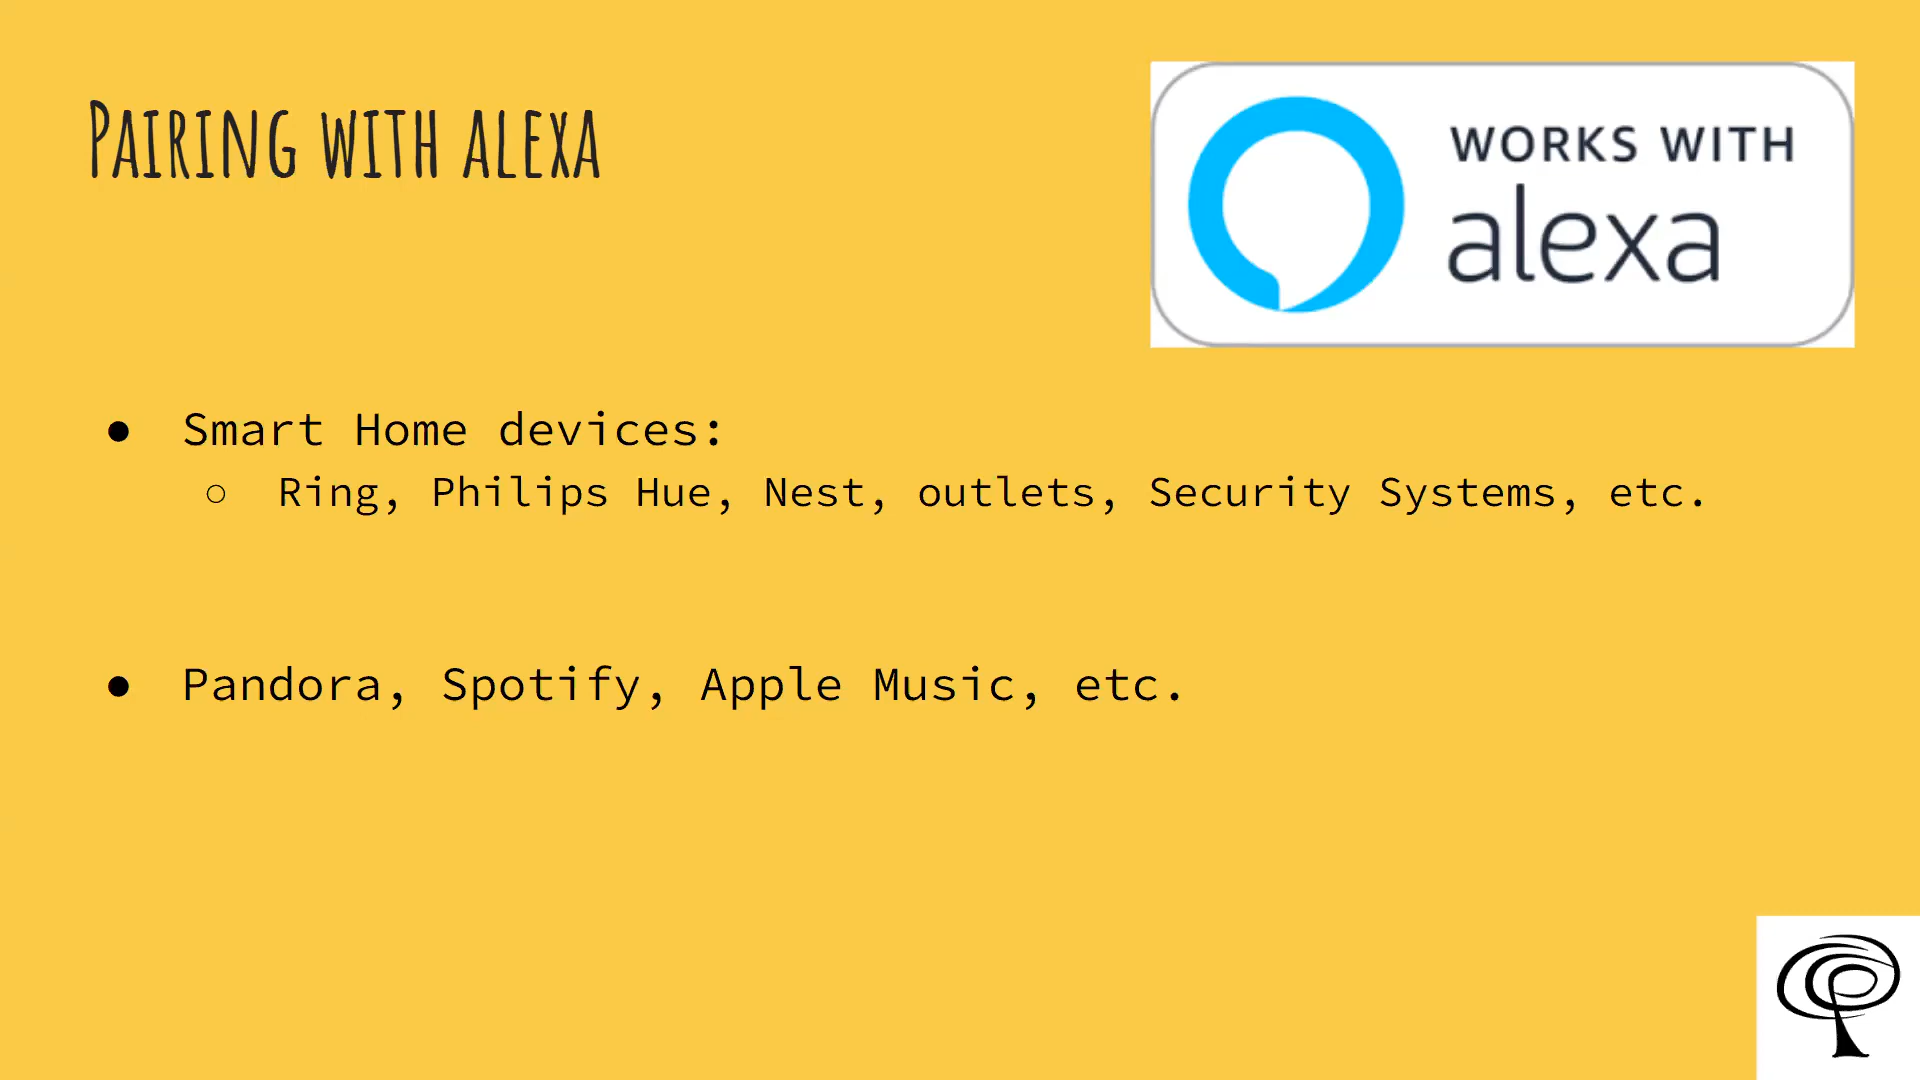 Pairing with alexa
WORKS WITH
alexa
● Smart Home devices:
○ Ring, Philips Hue, Nest, outlets, Security Systems, etc.
● Pandora, Spotify, Apple Music, etc.